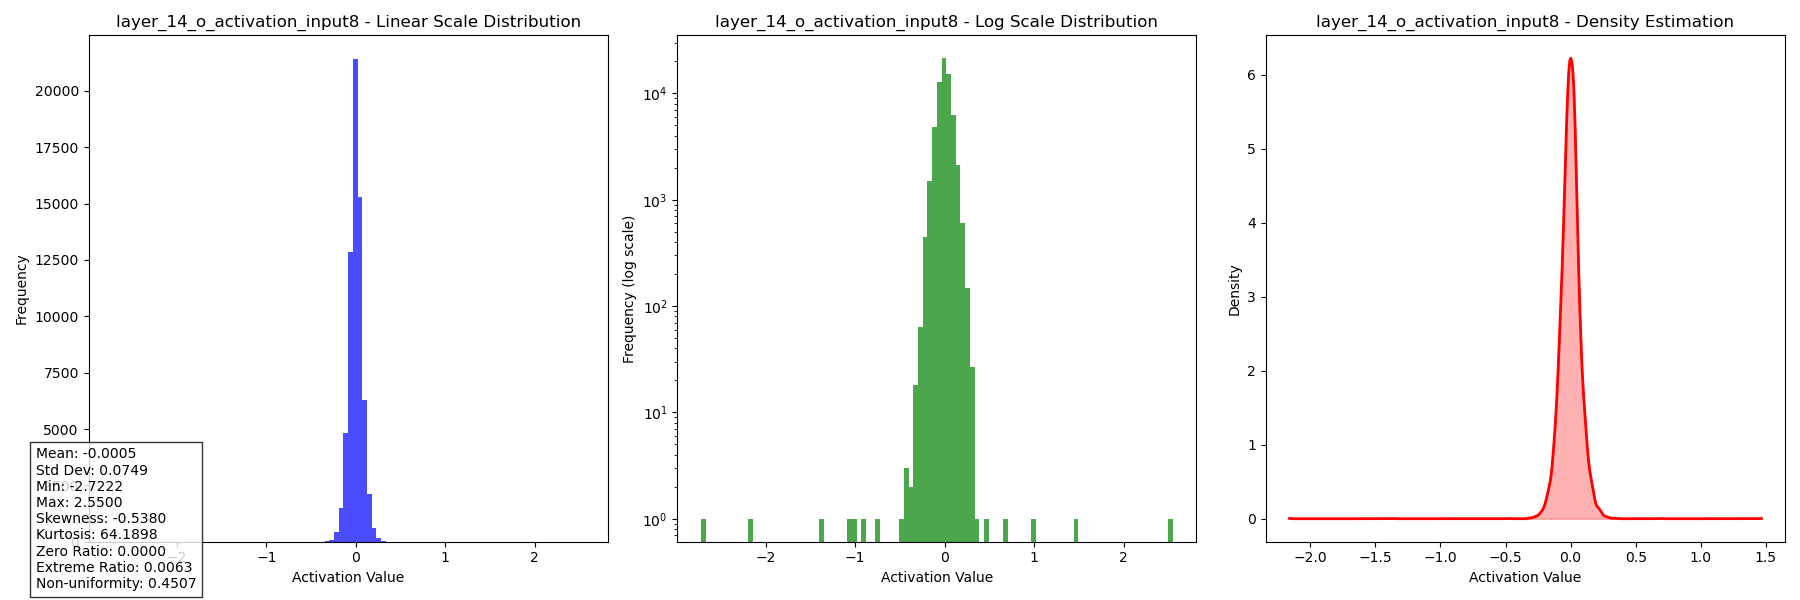 layer_14_o_activation_input8 - Linear Scale Distribution
20000
17500
15000
12500
10000
7500
5000
Frequency
−1
0
1
2
Activation Value
Mean: -0.0005
Std Dev: 0.0749
Min: -2.7222
Max: 2.5500
Skewness: -0.5380
Kurtosis: 64.1898
Zero Ratio: 0.0000
Extreme Ratio: 0.0063
Non-uniformity: 0.4507
layer_14_o_activation_input8 - Log Scale Distribution
10⁴
10³
10²
10¹
10⁰
Frequency (log scale)
−2
−1
0
1
2
Activation Value
layer_14_o_activation_input8 - Density Estimation
6
5
4
3
2
1
0
Density
−2.0
−1.5
−1.0
−0.5
0.0
0.5
1.0
1.5
Activation Value